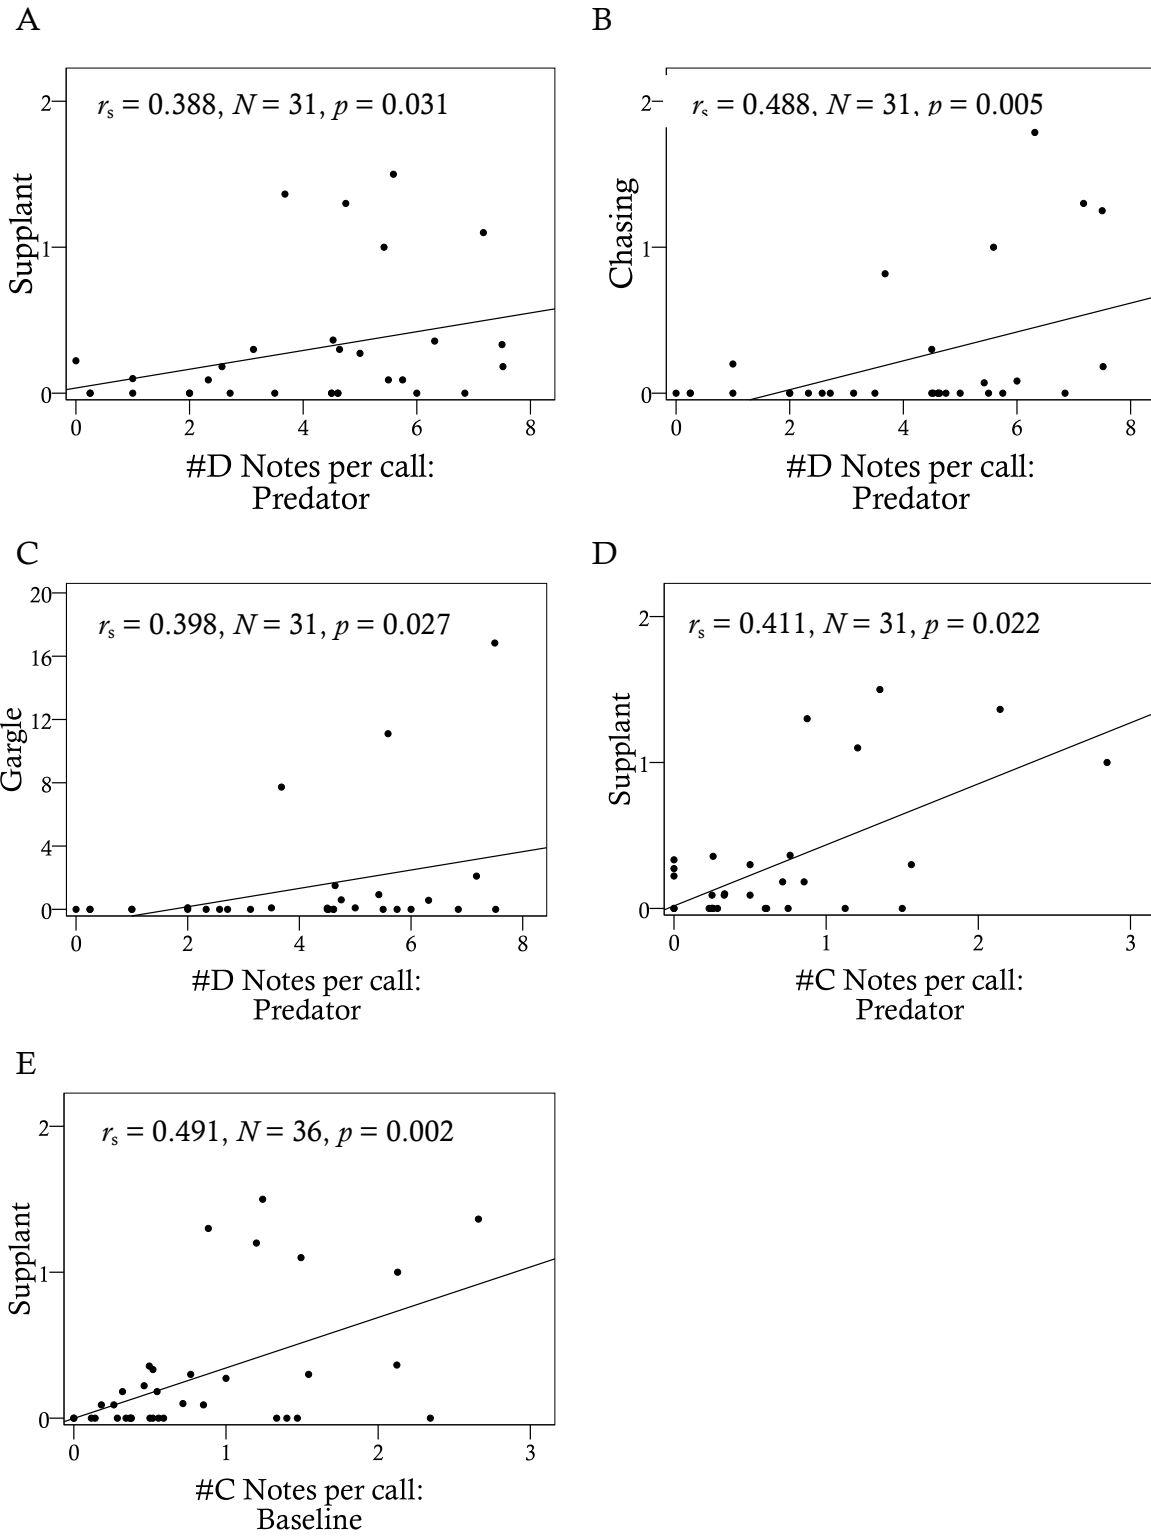 A
B
r_s = 0.388, N = 31, p = 0.031
2
1
0
Supplant
0 2 4 6 8
#D Notes per call:
Predator
r_s = 0.488, N = 31, p = 0.005
2
1
0
Chasing
0 2 4 6 8
#D Notes per call:
Predator
C
D
r_s = 0.398, N = 31, p = 0.027
20
16
12
8
4
0
Gargle
0 2 4 6 8
#D Notes per call:
Predator
r_s = 0.411, N = 31, p = 0.022
2
1
0
Supplant
0 1 2 3
#C Notes per call:
Predator
E
r_s = 0.491, N = 36, p = 0.002
2
1
0
Supplant
0 1 2 3
#C Notes per call:
Baseline